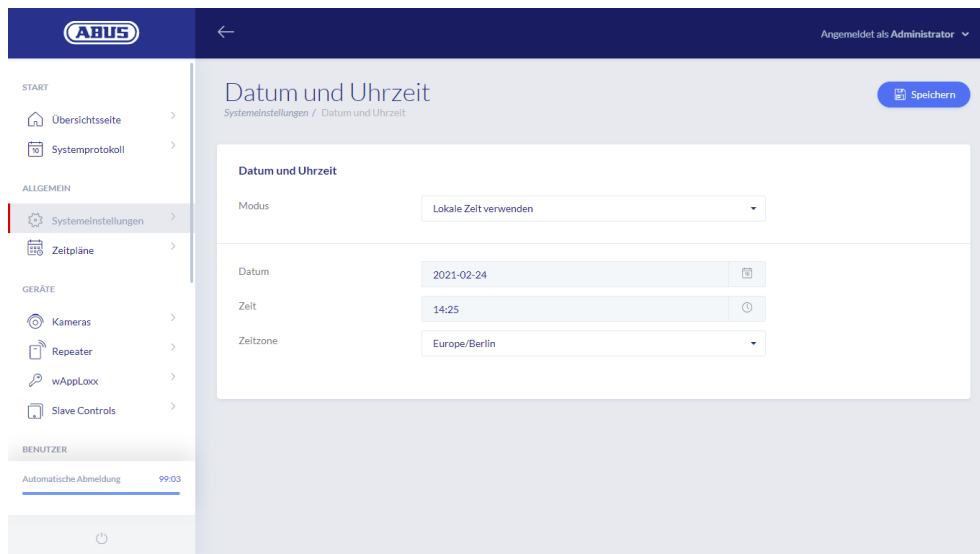 ABUS
Angemeldet als Administrator
START
Übersichtsseite
10
Systemprotokoll
ALLGEMEIN
Systemeinstellungen
Zeitpläne
GERÄTE
Kameras
Repeater
wAppLoxx
Slave Controls
BENUTZER
Automatische Abmeldung 99:03
Datum und Uhrzeit
Systemeinstellungen / Datum und Uhrzeit
Speichern
Datum und Uhrzeit
Modus Lokale Zeit verwenden
Datum 2021-02-24
Zeit 14:25
Zeitzone Europe/Berlin